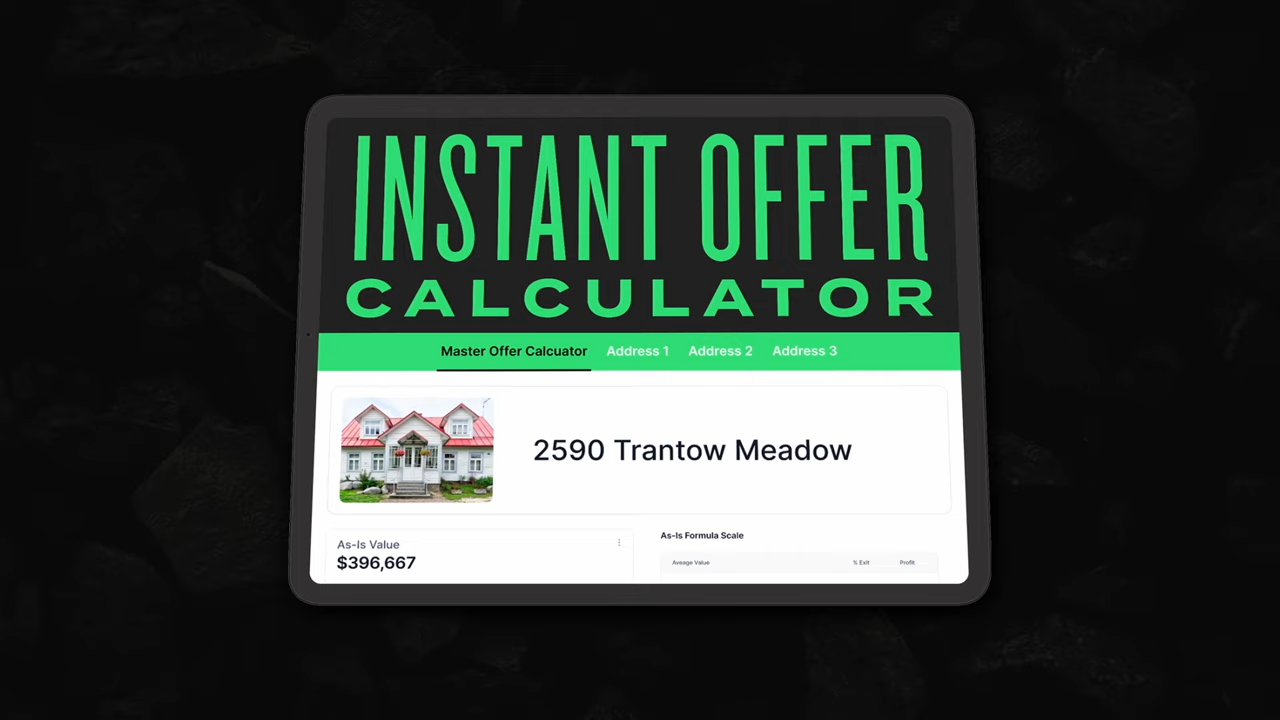 INSTANT OFFER
CALCULATOR
Master Offer Calcuator Address 1 Address 2 Address 3
2590 Trantow Meadow
As-Is Value
$396,667
As-Is Formula Scale
Aveage Value % Exit Profit